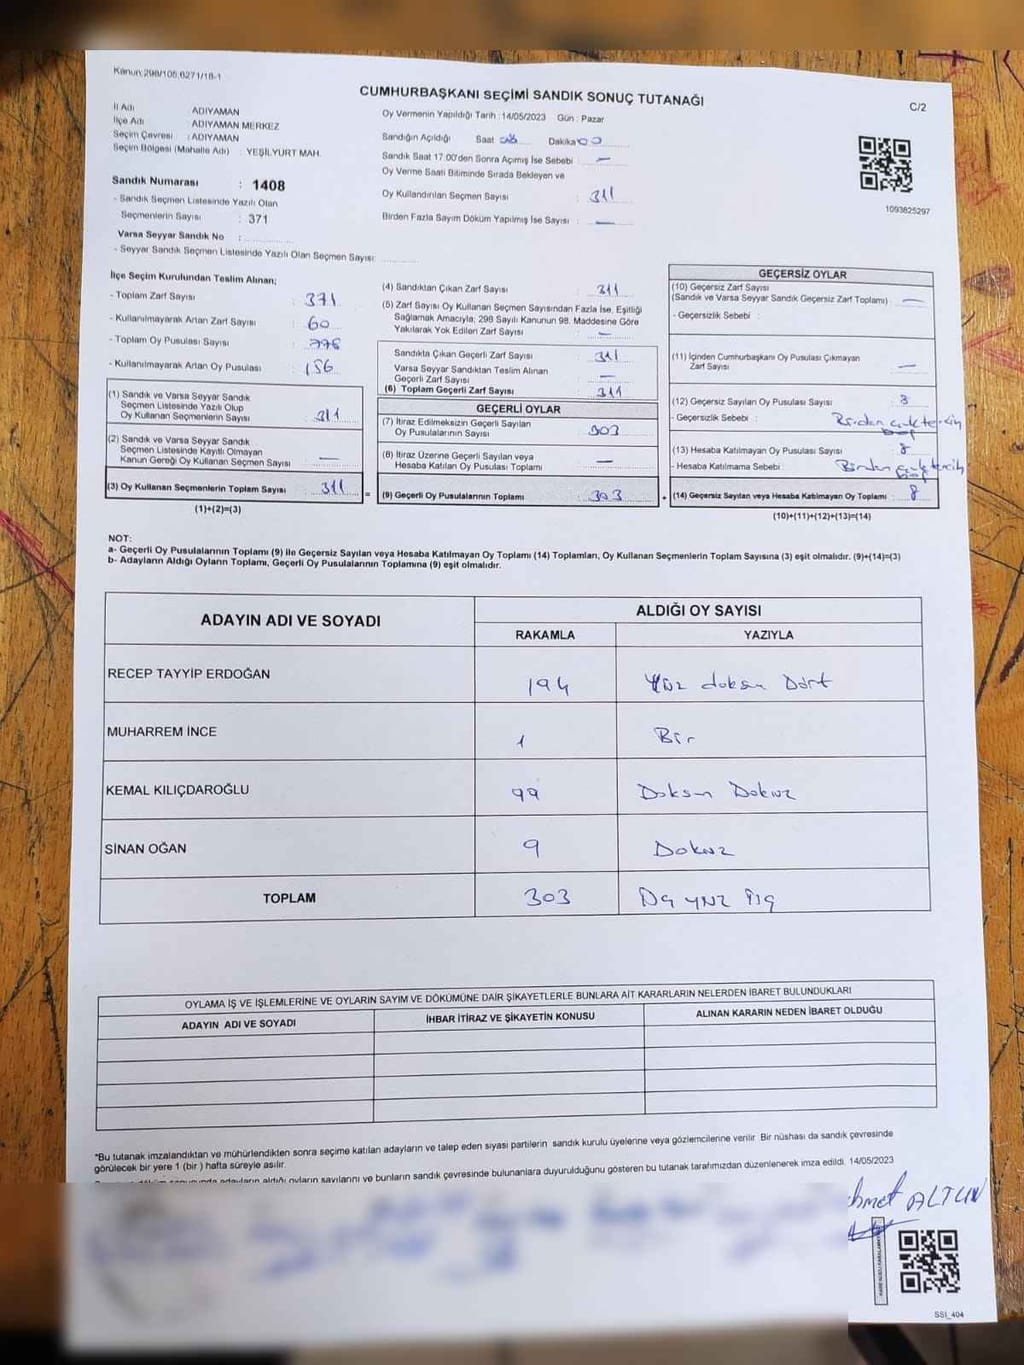 Kanun:298/105,6271/18-1
CUMHURBAŞKANI SEÇİMİ SANDIK SONUÇ TUTANAĞI
C/2
İl Adı ADIYAMAN
İlçe Adı : ADIYAMAN MERKEZ
Seçim Çevresi : ADIYAMAN
Seçim Bölgesi (Mahalle Adı) : YEŞİLYURT MAH.
Sandık Numarası : 1408
- Sandık Seçmen Listesinde Yazılı Olan
Seçmenlerin Sayısı : 371
Varsa Seyyar Sandık No :
- Seyyar Sandık Seçmen Listesinde Yazılı Olan Seçmen Sayısı:
Oy Vermenin Yapıldığı Tarih : 14/05/2023 Gün : Pazar
Sandığın Açıldığı Saat 08 Dakika 00
Sandık Saat 17:00'den Sonra Açımış İse Sebebi : —
Oy Verme Saati Bitiminde Sırada Bekleyen ve
Oy Kullandırılan Seçmen Sayısı : 311
Birden Fazla Sayım Döküm Yapılmış İse Sayısı : —
1093825297
İlçe Seçim Kurulundan Teslim Alınan;
- Toplam Zarf Sayısı : 371
- Kullanılmayarak Artan Zarf Sayısı : 60
- Toplam Oy Pusulası Sayısı :
- Kullanılmayarak Artan Oy Pusulası : 156
(1) Sandık ve Varsa Seyyar Sandık
Seçmen Listesinde Yazılı Olup
Oy Kullanan Seçmenlerin Sayısı : 311
(2) Sandık ve Varsa Seyyar Sandık
Seçmen Listesinde Kayıtlı Olmayan
Kanun Gereği Oy Kullanan Seçmen Sayısı : —
(3) Oy Kullanan Seçmenlerin Toplam Sayısı : 311
(1)+(2)=(3)
=
(4) Sandıktan Çıkan Zarf Sayısı : 311
(5) Zarf Sayısı Oy Kullanan Seçmen Sayısından Fazla İse, Eşitliği
Sağlamak Amacıyla; 298 Sayılı Kanunun 98. Maddesine Göre
Yakılarak Yok Edilen Zarf Sayısı : —
Sandıkta Çıkan Geçerli Zarf Sayısı : 311
Varsa Seyyar Sandıktan Teslim Alınan
Geçerli Zarf Sayısı : —
(6) Toplam Geçerli Zarf Sayısı : 311
GEÇERLİ OYLAR
(7) İtiraz Edilmeksizin Geçerli Sayılan
Oy Pusulalarının Sayısı : 303
(8) İtiraz Üzerine Geçerli Sayılan veya
Hesaba Katılan Oy Pusulası Toplamı : —
(9) Geçerli Oy Pusulalarının Toplamı : 303
+
GEÇERSİZ OYLAR
(10) Geçersiz Zarf Sayısı
(Sandık ve Varsa Seyyar Sandık Geçersiz Zarf Toplamı) : —
- Geçersizlik Sebebi :
(11) İçinden Cumhurbaşkanı Oy Pusulası Çıkmayan
Zarf Sayısı : —
(12) Geçersiz Sayılan Oy Pusulası Sayısı : 8
- Geçersizlik Sebebi : Birden çok tercih
(13) Hesaba Katılmayan Oy Pusulası Sayısı : 8
- Hesaba Katılmama Sebebi : Birden çok tercih
(14) Geçersiz Sayılan veya Hesaba Katılmayan Oy Toplamı : 8
(10)+(11)+(12)+(13)=(14)
NOT:
a- Geçerli Oy Pusulalarının Toplamı (9) ile Geçersiz Sayılan veya Hesaba Katılmayan Oy Toplamı (14) Toplamları, Oy Kullanan Seçmenlerin Toplam Sayısına (3) eşit olmalıdır. (9)+(14)=(3)
b- Adayların Aldığı Oyların Toplamı, Geçerli Oy Pusulalarının Toplamına (9) eşit olmalıdır.
ADAYIN ADI VE SOYADI ALDIĞI OY SAYISI
RAKAMLA YAZIYLA
RECEP TAYYİP ERDOĞAN 194 Yüz doksan Dört
MUHARREM İNCE 1 Bir
KEMAL KILIÇDAROĞLU 99 Doksan Dokuz
SİNAN OĞAN 9 Dokuz
TOPLAM 303 Üç yüz üç
OYLAMA İŞ VE İŞLEMLERİNE VE OYLARIN SAYIM VE DÖKÜMÜNE DAİR ŞİKAYETLERLE BUNLARA AİT KARARLARIN NELERDEN İBARET BULUNDUKLARI
ADAYIN ADI VE SOYADI İHBAR İTİRAZ VE ŞİKAYETİN KONUSU ALINAN KARARIN NEDEN İBARET OLDUĞU
*Bu tutanak imzalandıktan ve mühürlendikten sonra seçime katılan adayların ve talep eden siyasi partilerin sandık kurulu üyelerine veya gözlemcilerine verilir. Bir nüshası da sandık çevresinde
görülecek bir yere 1 (bir ) hafta süreyle asılır.
adayların aldığı oyların sayılarını ve bunların sandık çevresinde bulunanlara duyurulduğunu gösteren bu tutanak tarafımızdan düzenlenerek imza edildi. 14/05/2023
hmet ALTUN
SSI_404